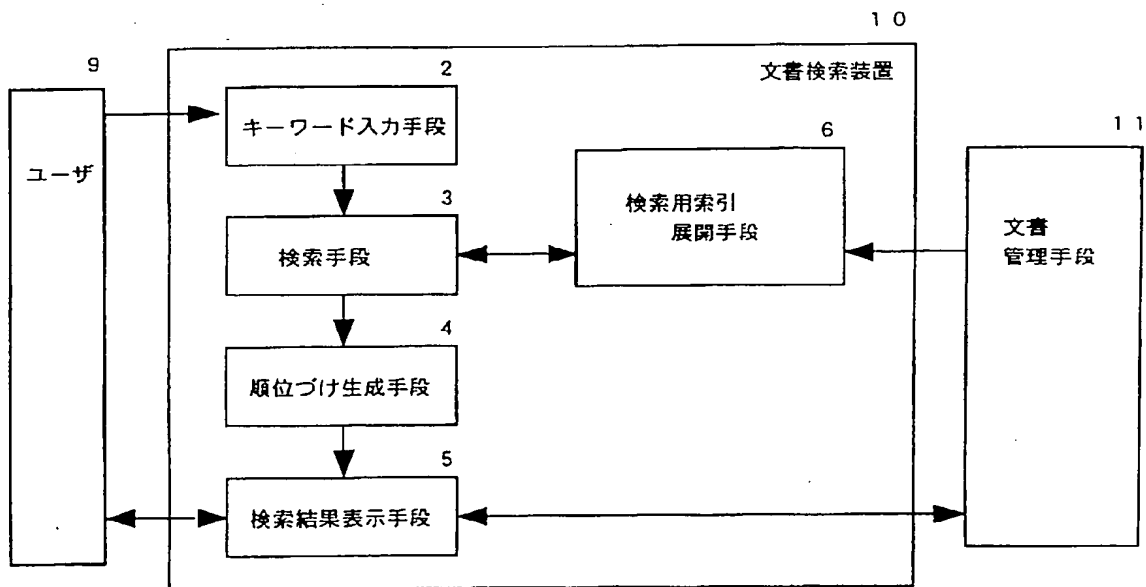 １０
文書検索装置
９
ユーザ
２
キーワード入力手段
６
検索用索引
展開手段
１１
文書
管理手段
３
検索手段
４
順位づけ生成手段
５
検索結果表示手段